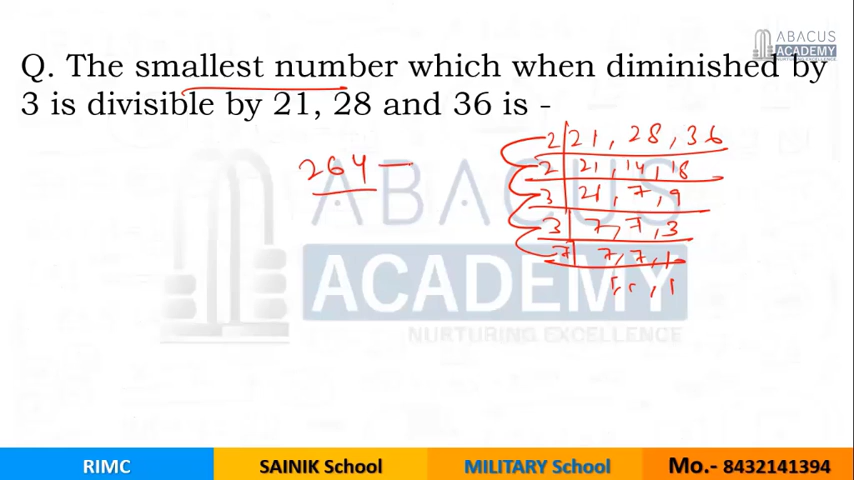 ABACUS
ACADEMY
NURTURING EXCELLENCE
Q. The smallest number which when diminished by
3 is divisible by 21, 28 and 36 is -
264 -
2 | 21, 28, 36
2 | 21, 14, 18
3 | 21, 7, 9
3 | 7, 7, 3
7 | 7, 7, 1
1, 1, 1
ABACUS
ACADEMY
NURTURING EXCELLENCE
RIMC
SAINIK School
MILITARY School
Mo.- 8432141394